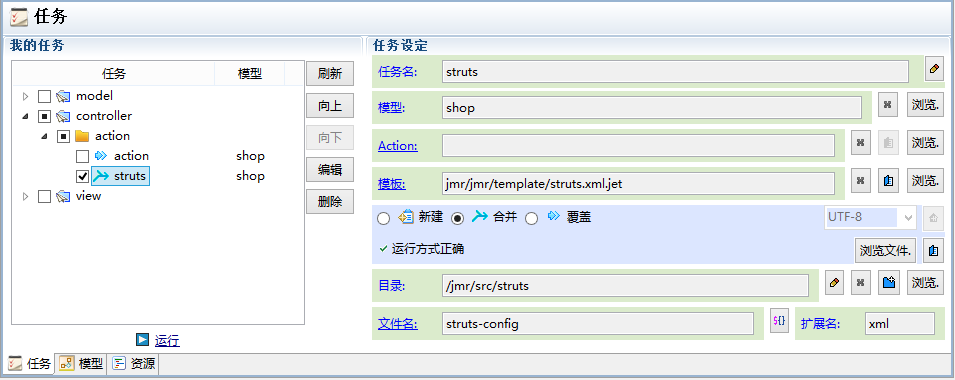 任务
我的任务
任务 模型
model
controller
action
action shop
struts shop
view
刷新
向上
向下
编辑
删除
运行
任务设定
任务名: struts
模型: shop 浏览.
Action: 浏览.
模板: jmr/jmr/template/struts.xml.jet 浏览.
新建 合并 覆盖 UTF-8
运行方式正确 浏览文件.
目录: /jmr/src/struts 浏览.
文件名: struts-config §{} 扩展名: xml
任务 模型 资源